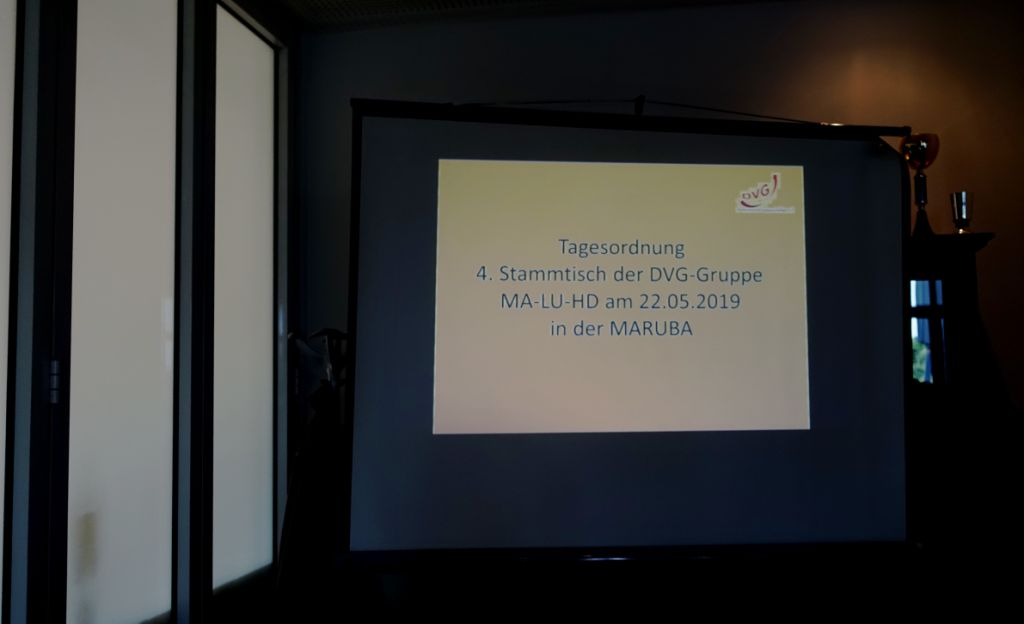 DVG
Tagesordnung
4. Stammtisch der DVG-Gruppe
MA-LU-HD am 22.05.2019
in der MARUBA